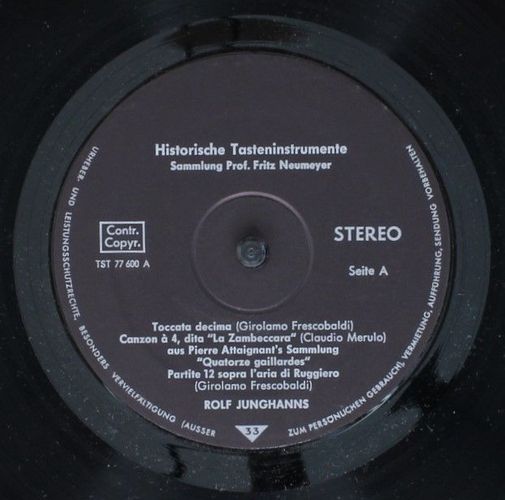 Historische Tasteninstrumente
Sammlung Prof. Fritz Neumeyer
Contr.
Copyr.
TST 77 600 A
STEREO
Seite A
Toccata decima (Girolamo Frescobaldi)
Canzon à 4, dita "La Zambeccara" (Claudio Merulo)
aus Pierre Attaignant's Sammlung
"Quatorze gaillardes"
Partite 12 sopra l'aria di Ruggiero
(Girolamo Frescobaldi)
ROLF JUNGHANNS
33
URHEBER- UND LEISTUNGSSCHUTZRECHTE, BESONDERS VERVIELFÄLTIGUNG (AUSSER
ZUM PERSÖNLICHEN GEBRAUCH), VERMIETUNG, AUFFÜHRUNG, SENDUNG VORBEHALTEN